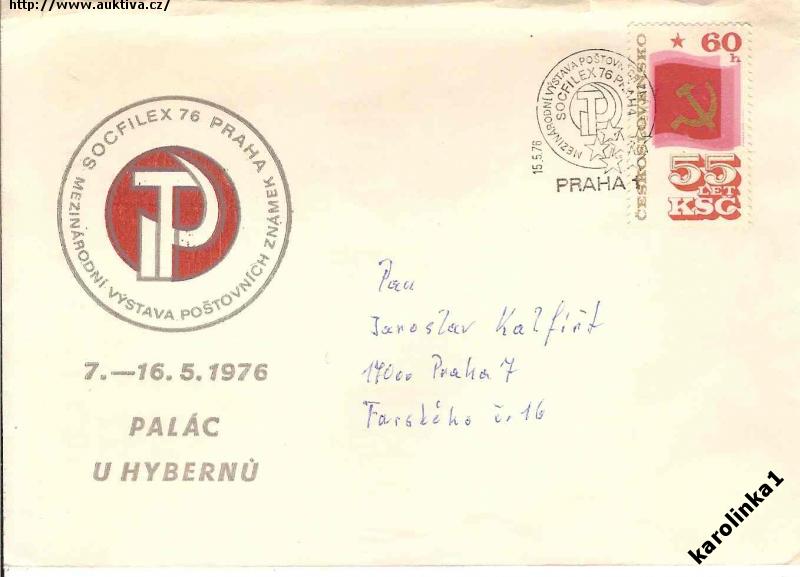 http://www.auktiva.cz/
SOCFILEX 76 PRAHA
MEZINÁRODNÍ VÝSTAVA POŠTOVNÍCH ZNÁMEK
7.—16.5.1976
PALÁC
U HYBERNŮ
MEZINÁRODNÍ VÝSTAVA POŠTOVN
SOCFILEX 76 PRAHA
15.5.76
PRAHA 1
ČESKOSLOVENSKO
60
h
55
LET
KSČ
Pan
Jaroslav
17000 Praha 7
Farského č. 16
karolinka1